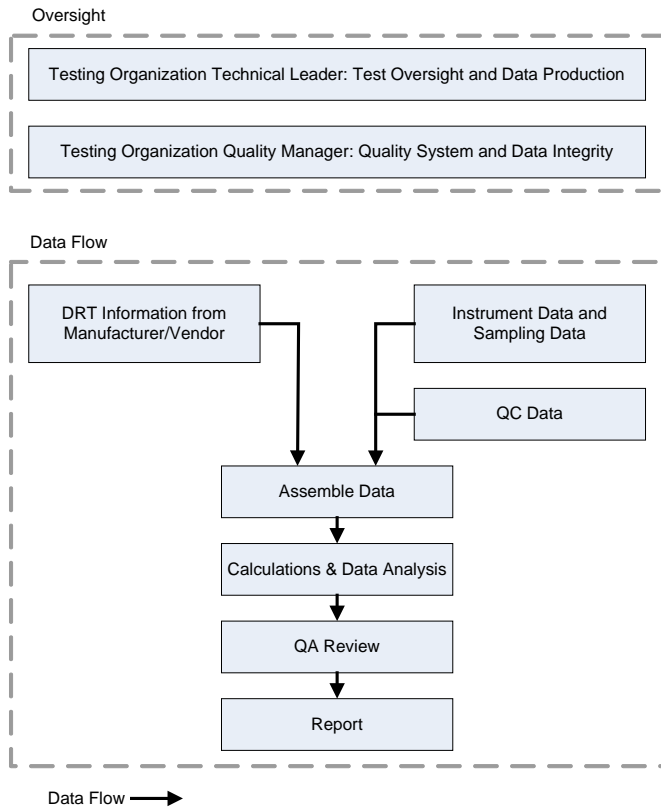 Oversight
Testing Organization Technical Leader: Test Oversight and Data Production
Testing Organization Quality Manager: Quality System and Data Integrity
Data Flow
DRT Information from
Manufacturer/Vendor
Instrument Data and
Sampling Data
QC Data
Assemble Data
Calculations & Data Analysis
QA Review
Report
Data Flow